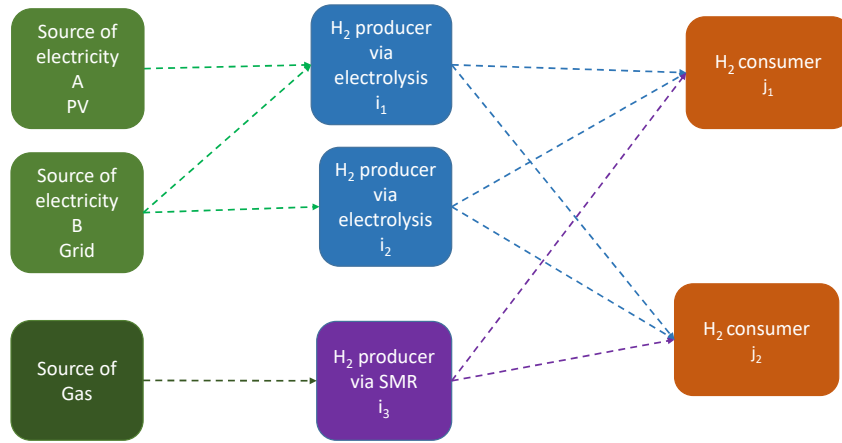 Source of
electricity
A
PV
H₂ producer
via
electrolysis
i₁
H₂ consumer
j₁
Source of
electricity
B
Grid
H₂ producer
via
electrolysis
i₂
Source of
Gas
H₂ producer
via SMR
i₃
H₂ consumer
j₂